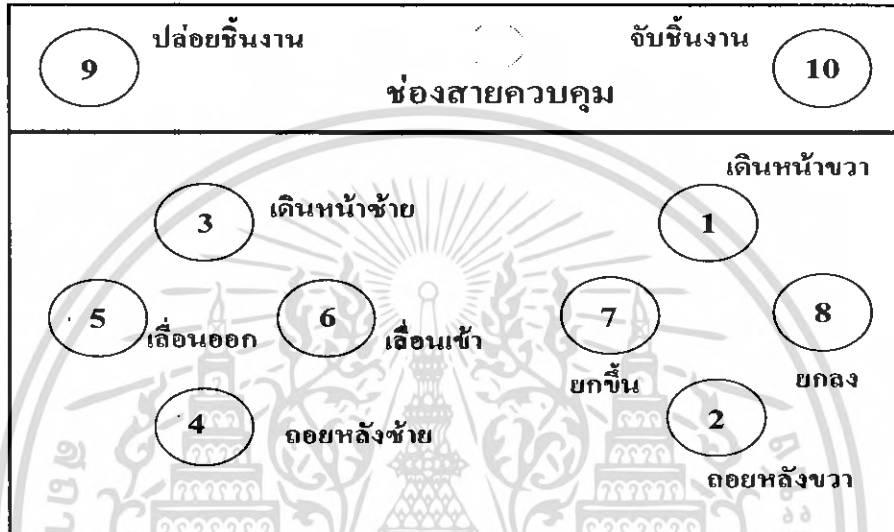 ปล่อยชิ้นงาน จับชิ้นงาน
9 10
ช่องสายควบคุม
เดินหน้าขวา
3 เดินหน้าซ้าย 1
5 6 7 8
เลื่อนออก เลื่อนเข้า
ยกขึ้น ยกลง
4 ถอยหลังซ้าย 2
ถอยหลังขวา